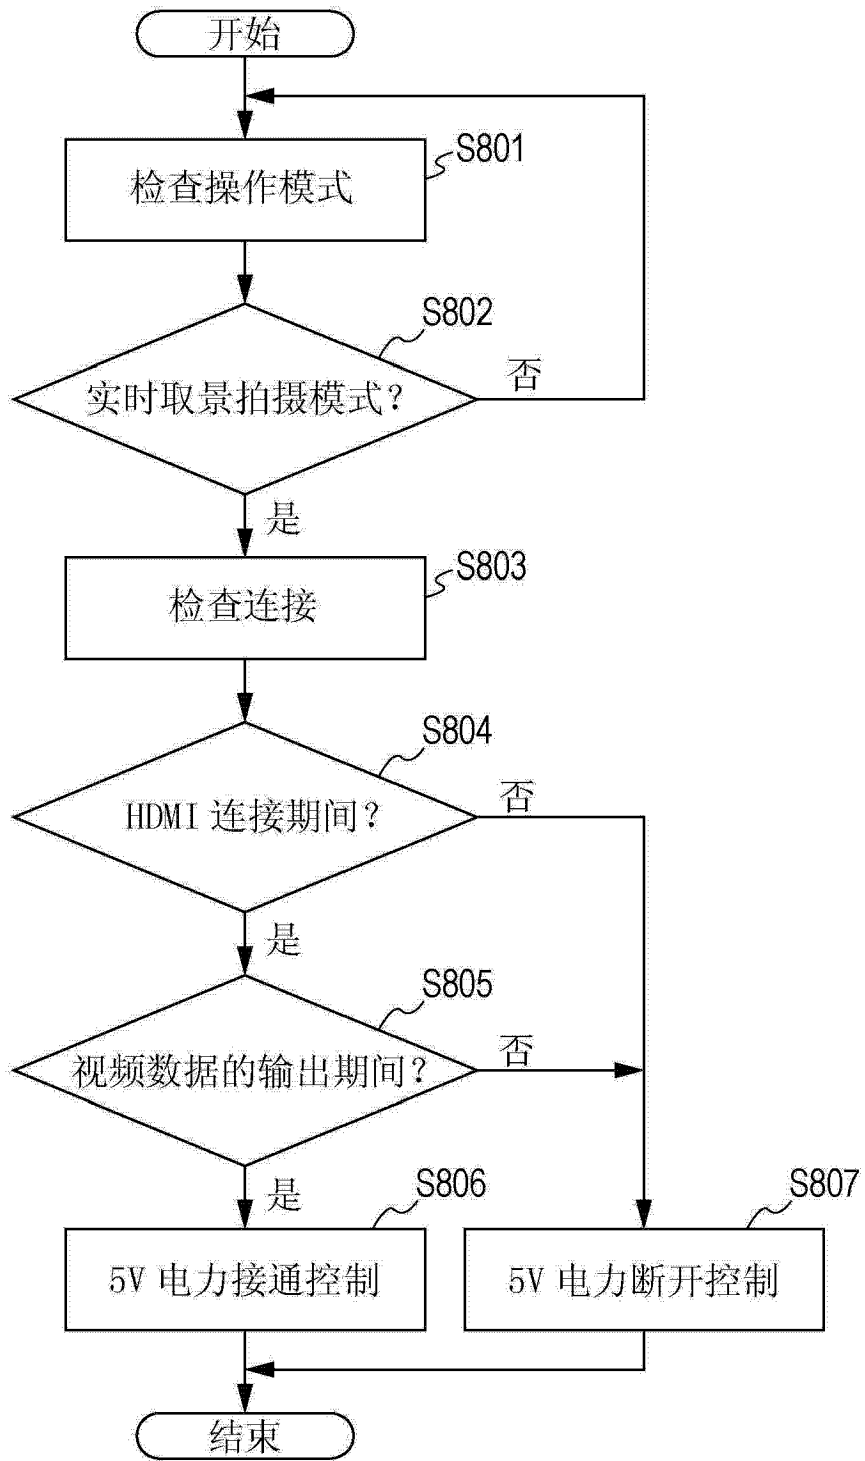 开始
S801
检查操作模式
S802
实时取景拍摄模式？
否
是
S803
检查连接
S804
HDMI 连接期间？
否
是
S805
视频数据的输出期间？
否
是
S806
5V 电力接通控制
S807
5V 电力断开控制
结束